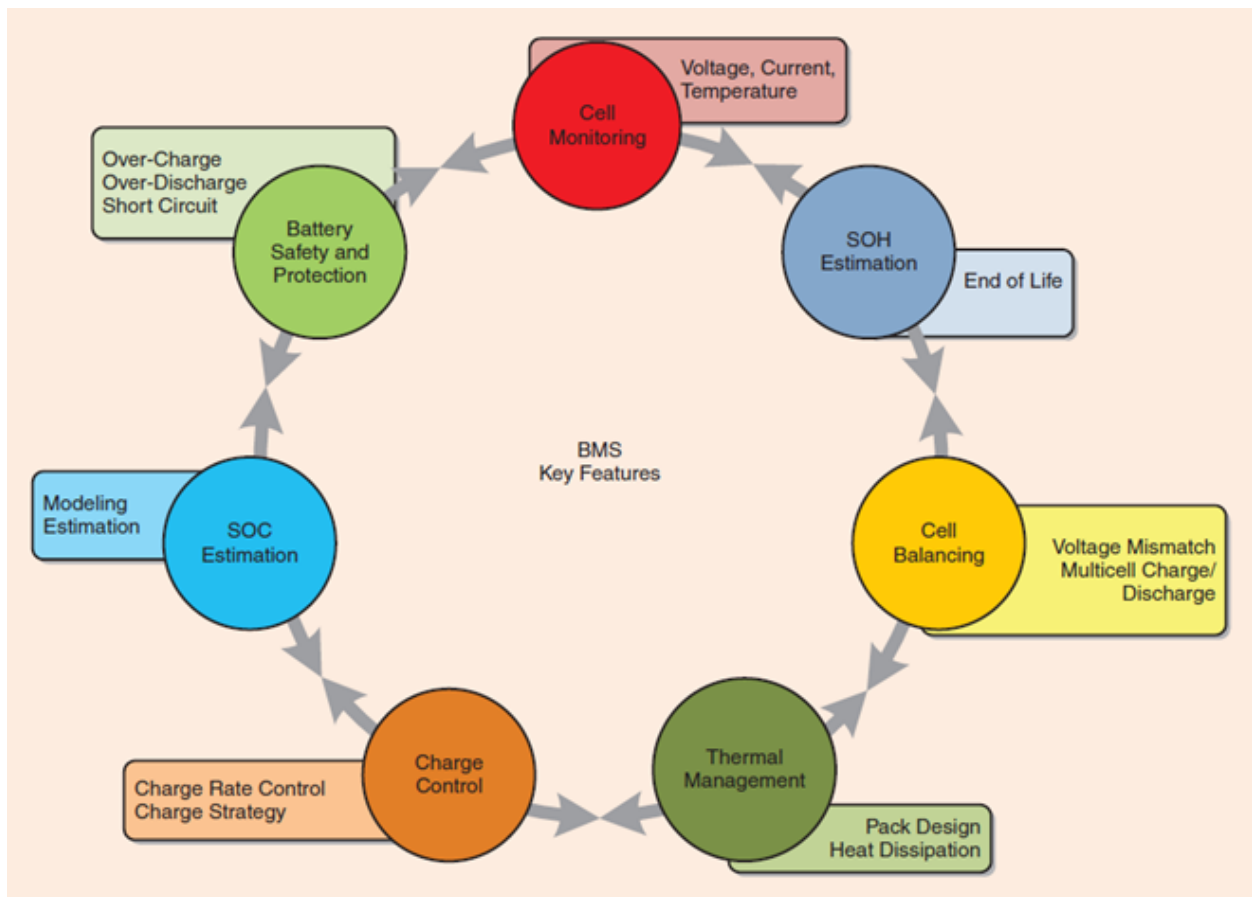 Cell
Monitoring
Voltage, Current,
Temperature
SOH
Estimation
End of Life
Cell
Balancing
Voltage Mismatch
Multicell Charge/
Discharge
Thermal
Management
Pack Design
Heat Dissipation
Charge
Control
Charge Rate Control
Charge Strategy
SOC
Estimation
Modeling
Estimation
Battery
Safety and
Protection
Over-Charge
Over-Discharge
Short Circuit
BMS
Key Features